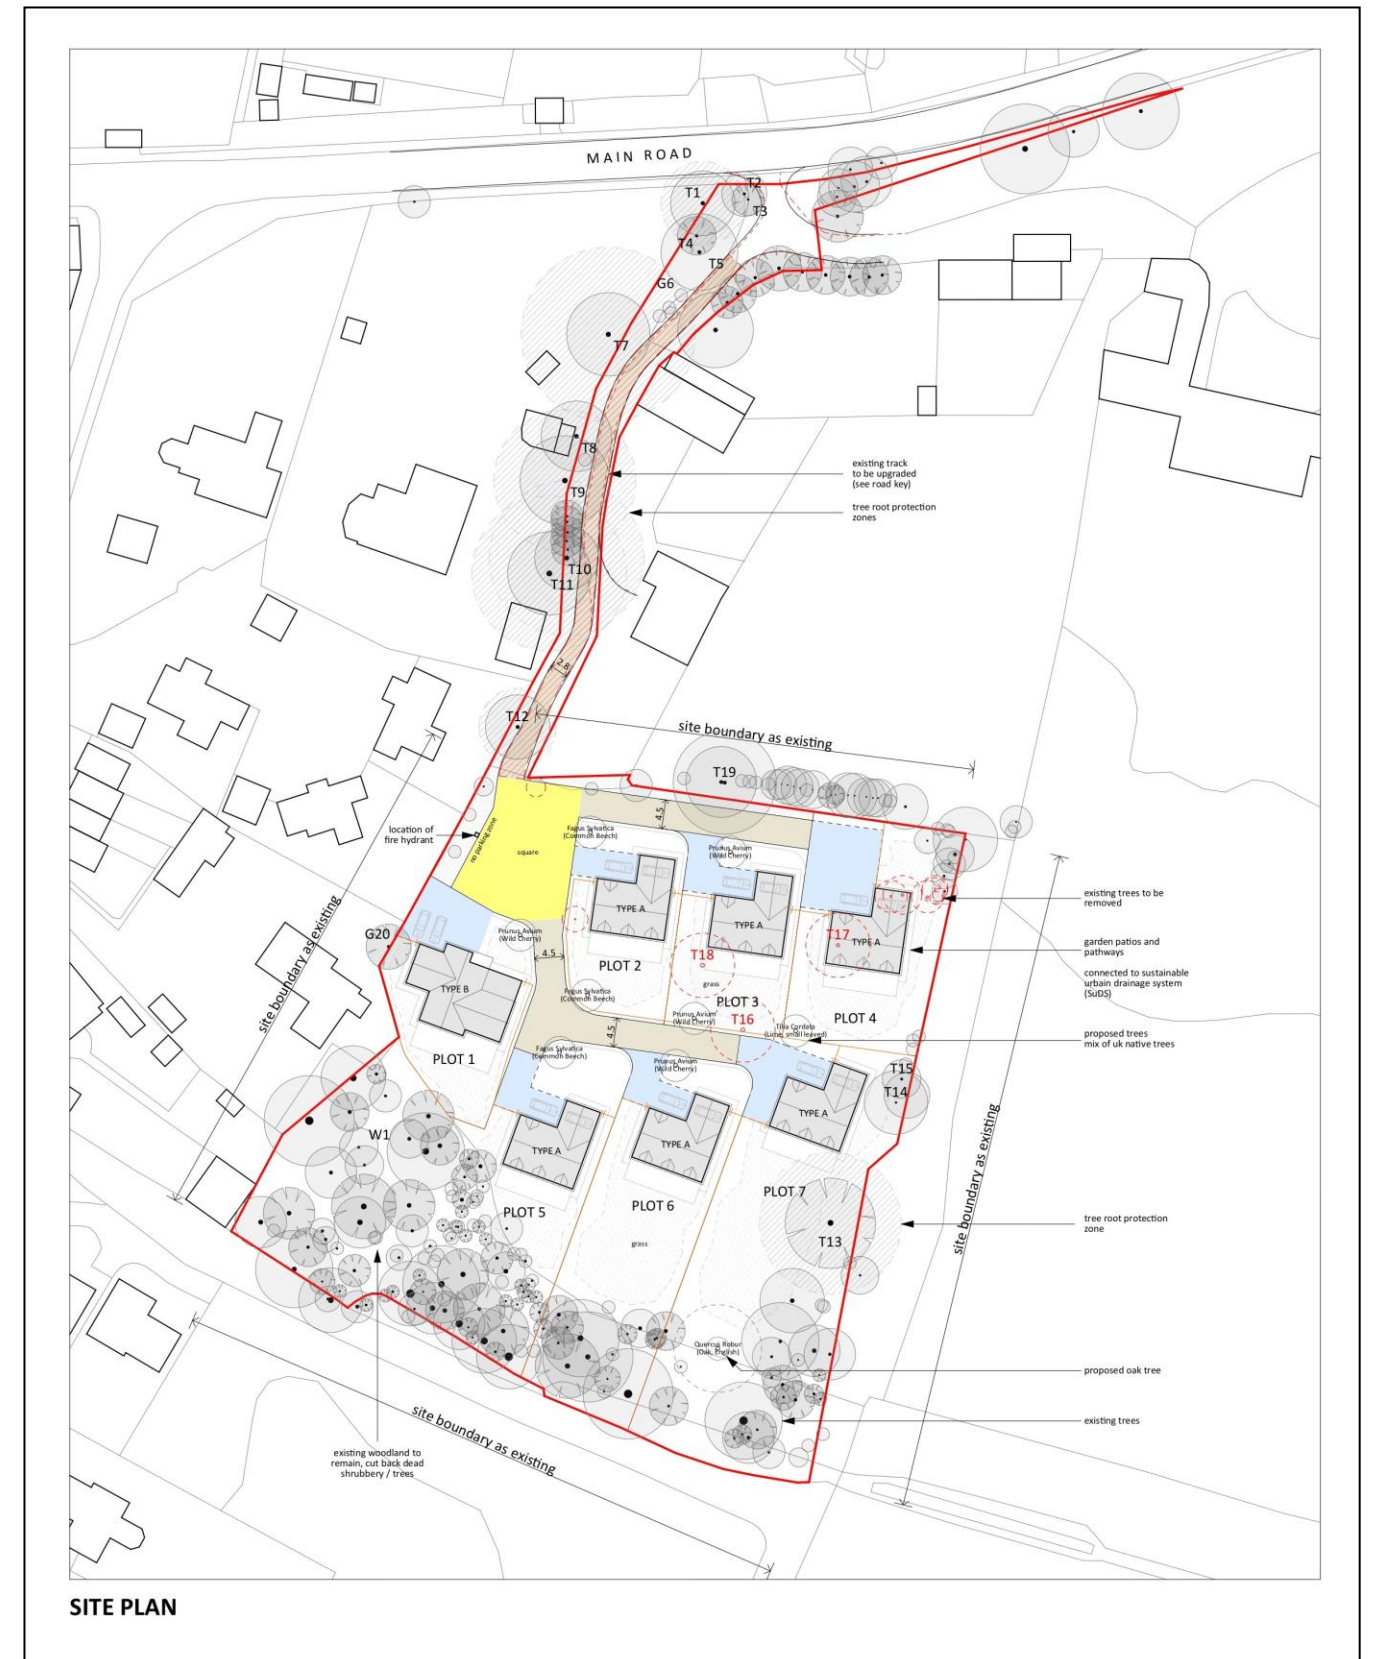 MAIN ROAD
T1
T2
T3
T4
T5
G6
T7
T8
existing track
to be upgraded
(see road key)
T9
tree root protection
zones
T10
T11
2.8
T12
site boundary as existing
T19
4.5
location of
fire hydrant
no parking zone
square
Fagus Sylvatica
(Common Beech)
Prunus Avium
(Wild Cherry)
existing trees to be
removed
TYPE A
TYPE A
TYPE A
G20
Prunus Avium
(Wild Cherry)
T17
garden patios and
pathways
4.5
T18
PLOT 2
grass
connected to sustainable
urban drainage system
(SuDS)
site boundary as existing
TYPE B
Fagus Sylvatica
(Common Beech)
PLOT 3
Prunus Avium
(Wild Cherry)
T16
PLOT 4
Tilia Cordata
(Lime, small leaved)
4.5
proposed trees
mix of uk native trees
PLOT 1
Fagus Sylvatica
(Common Beech)
Prunus Avium
(Wild Cherry)
T15
T14
TYPE A
W1
TYPE A
TYPE A
site boundary as existing
PLOT 5
PLOT 6
PLOT 7
tree root protection
zone
T13
grass
Quercus Robur
(Oak, English)
proposed oak tree
existing trees
site boundary as existing
existing woodland to
remain, cut back dead
shrubbery / trees
SITE PLAN